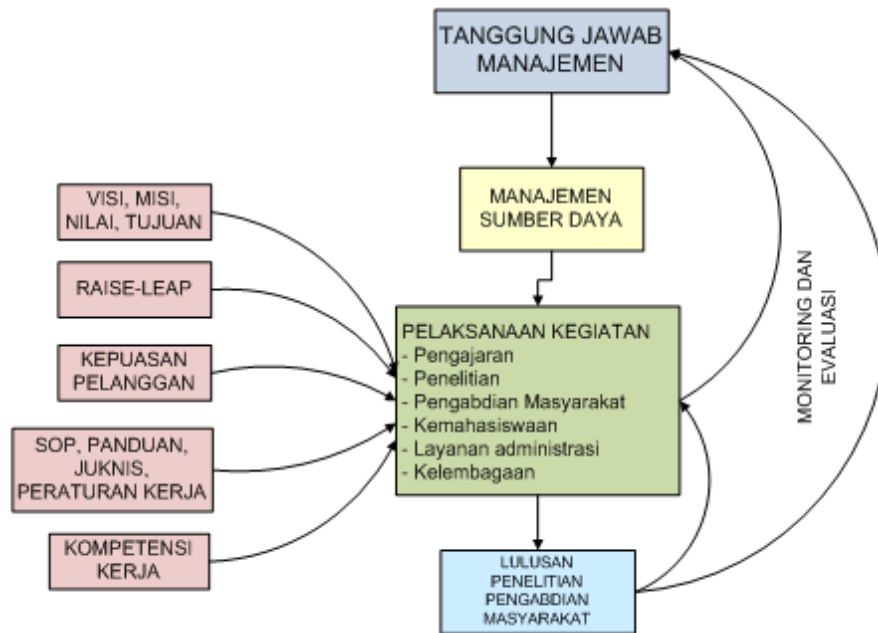 TANGGUNG JAWAB
MANAJEMEN
MANAJEMEN
SUMBER DAYA
VISI, MISI,
NILAI, TUJUAN
RAISE-LEAP
KEPUASAN
PELANGGAN
SOP, PANDUAN,
JUKNIS,
PERATURAN KERJA
KOMPETENSI
KERJA
PELAKSANAAN KEGIATAN
- Pengajaran
- Penelitian
- Pengabdian Masyarakat
- Kemahasiswaan
- Layanan administrasi
- Kelembagaan
LULUSAN
PENELITIAN
PENGABDIAN
MASYARAKAT
MONITORING DAN
EVALUASI